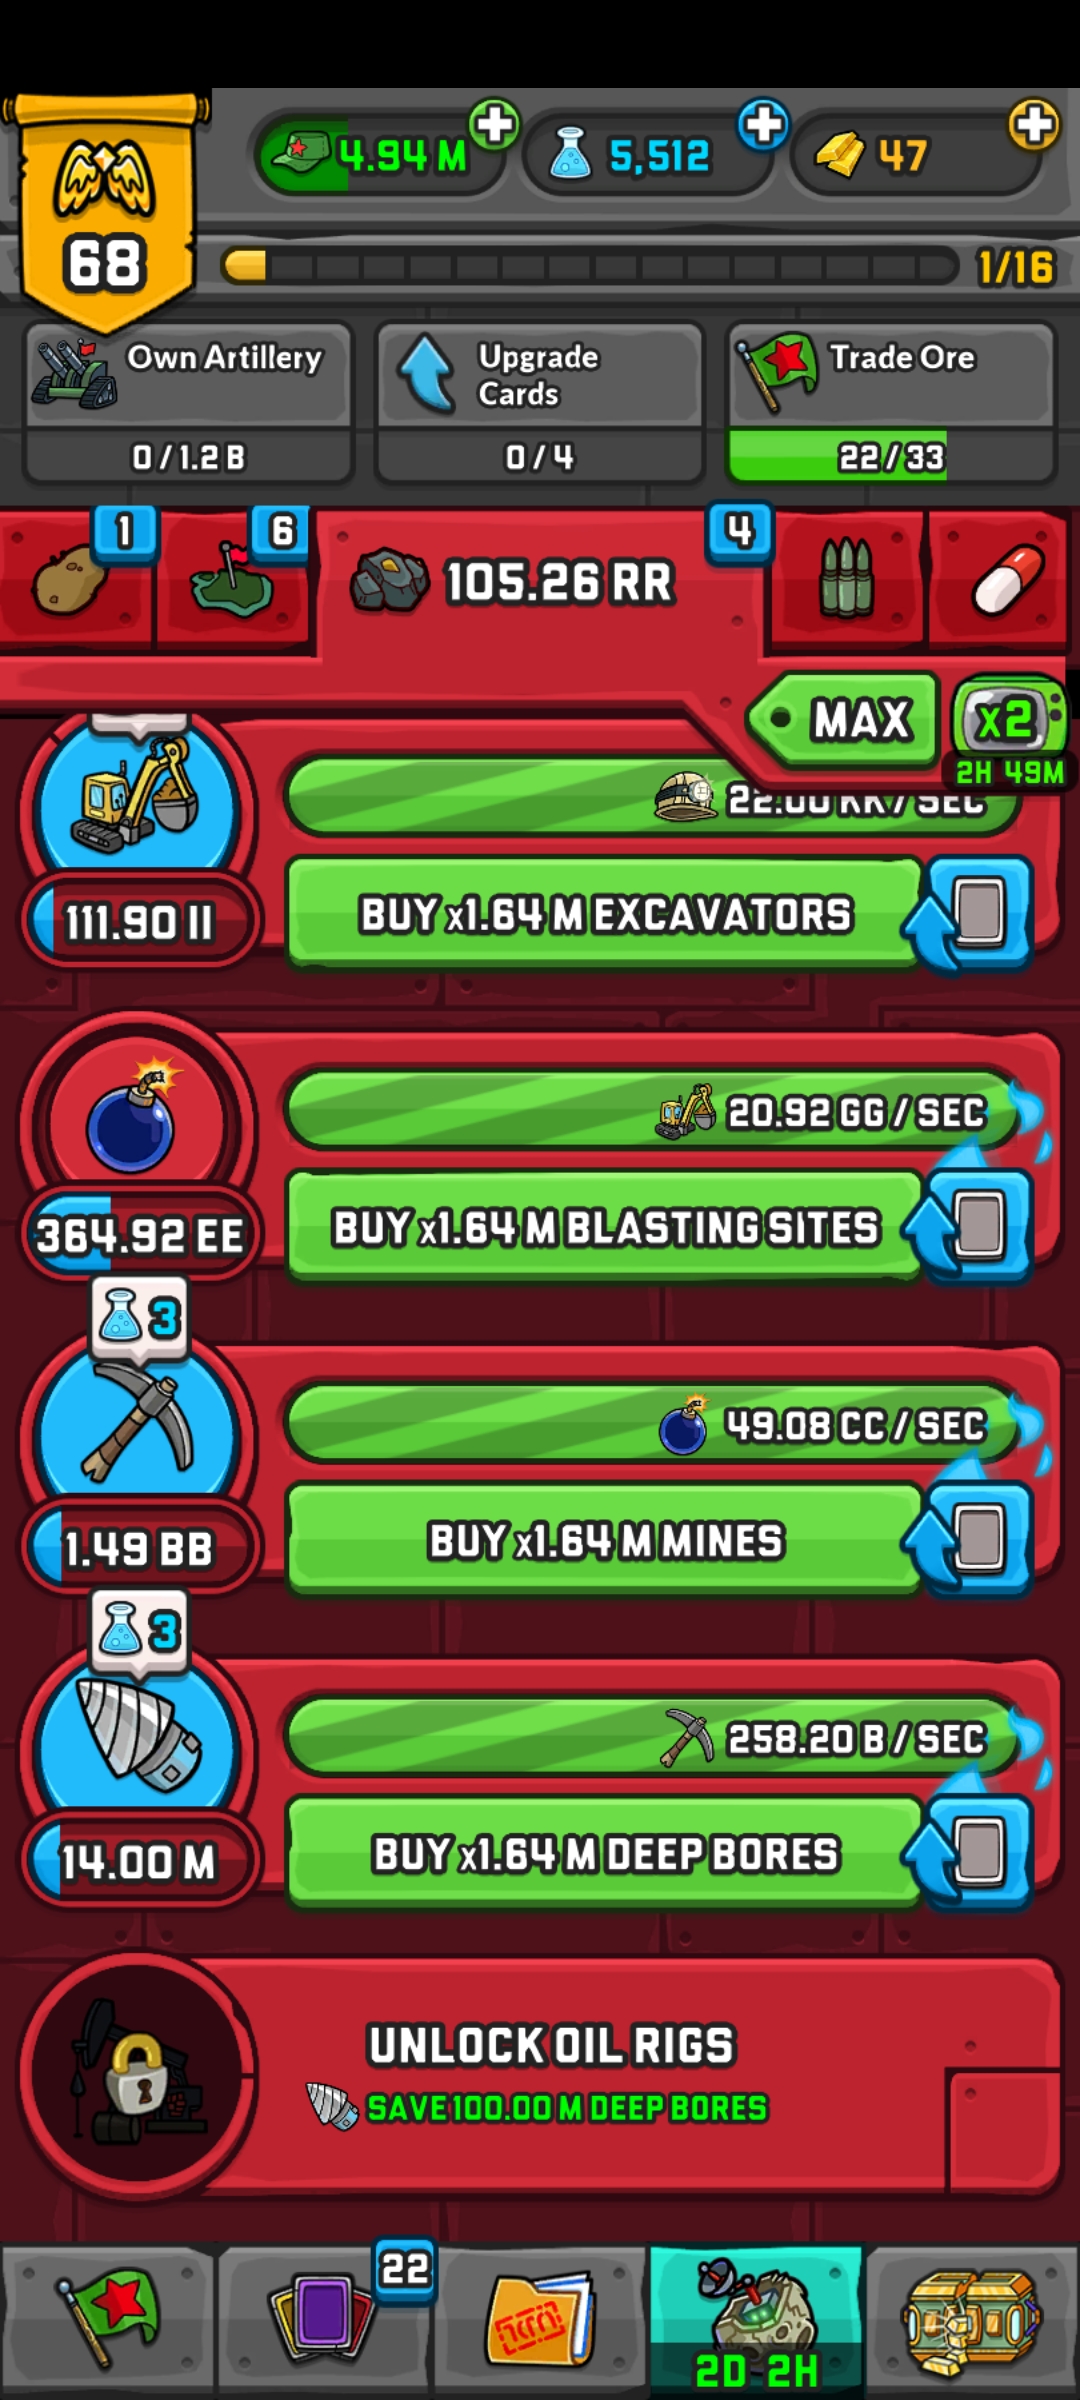 4.94 M
5,512
47
68
1/16
Own Artillery
0 / 1.2 B
Upgrade
Cards
0 / 4
Trade Ore
22 / 33
1
6
105.26 RR
4
MAX
x2
2H 49M
22.00 RR / SEC
111.90 II
BUY x1.64 M EXCAVATORS
20.92 GG / SEC
364.92 EE
BUY x1.64 M BLASTING SITES
3
49.08 CC / SEC
1.49 BB
BUY x1.64 M MINES
3
258.20 B / SEC
14.00 M
BUY x1.64 M DEEP BORES
UNLOCK OIL RIGS
SAVE 100.00 M DEEP BORES
22
2D 2H